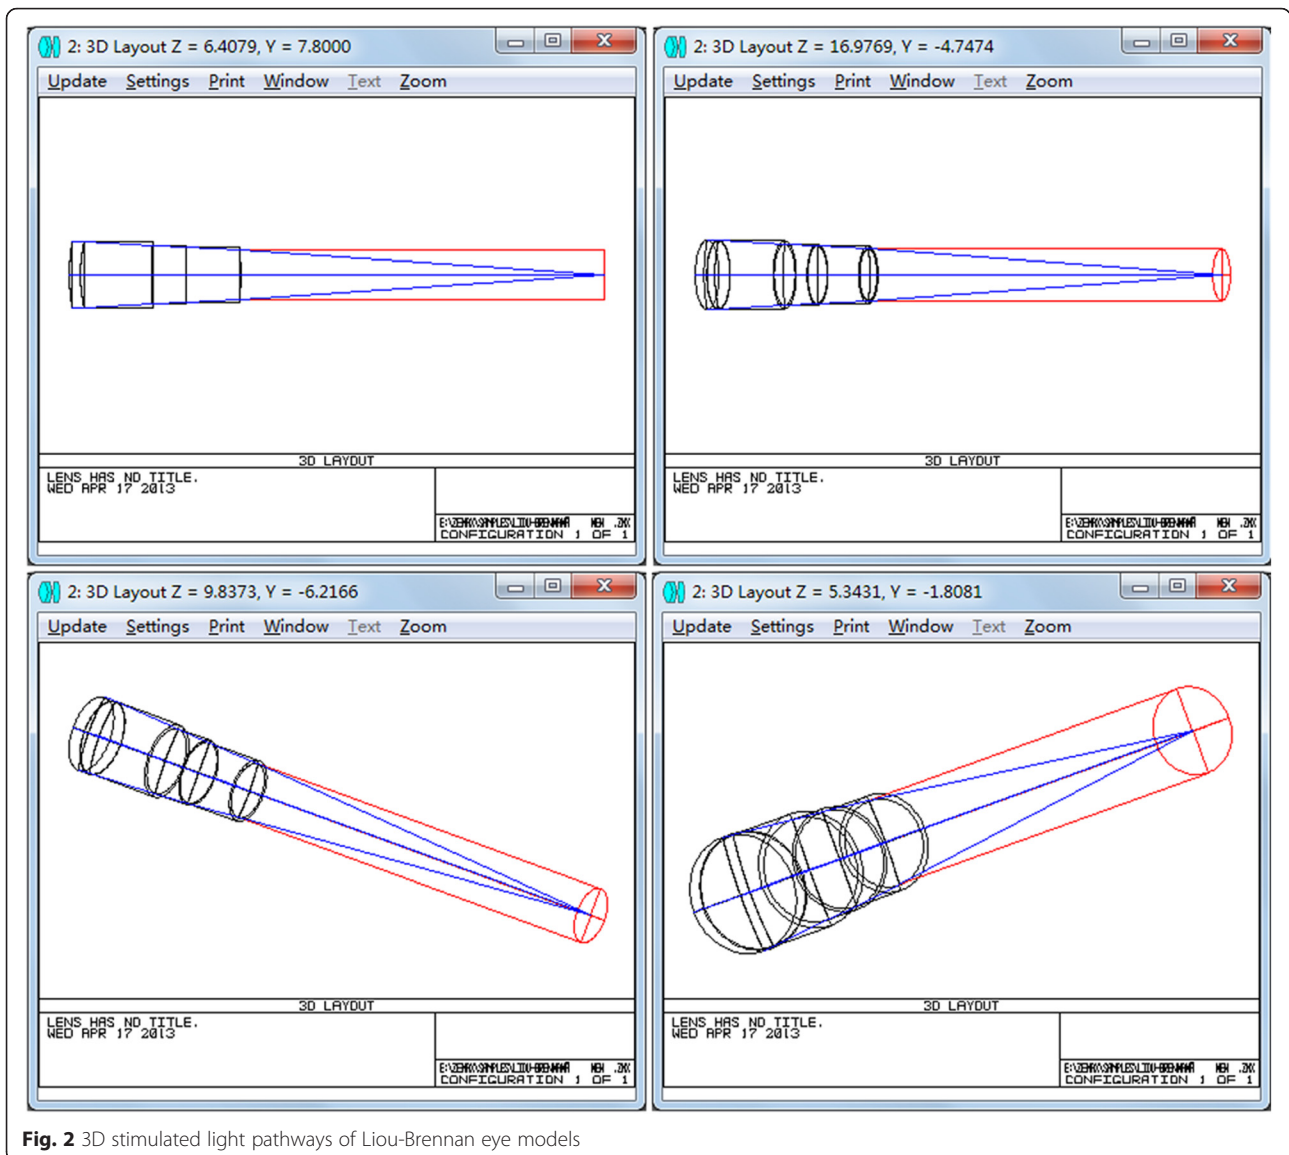 2: 3D Layout Z = 6.4079, Y = 7.8000
Update Settings Print Window Text Zoom
3D LAYOUT
LENS HAS NO TITLE.
WED APR 17 2013
CONFIGURATION 1 OF 1
2: 3D Layout Z = 16.9769, Y = -4.7474
Update Settings Print Window Text Zoom
3D LAYOUT
LENS HAS NO TITLE.
WED APR 17 2013
CONFIGURATION 1 OF 1
2: 3D Layout Z = 9.8373, Y = -6.2166
Update Settings Print Window Text Zoom
3D LAYOUT
LENS HAS NO TITLE.
WED APR 17 2013
CONFIGURATION 1 OF 1
2: 3D Layout Z = 5.3431, Y = -1.8081
Update Settings Print Window Text Zoom
3D LAYOUT
LENS HAS NO TITLE.
WED APR 17 2013
CONFIGURATION 1 OF 1
Fig. 2 3D stimulated light pathways of Liou-Brennan eye models